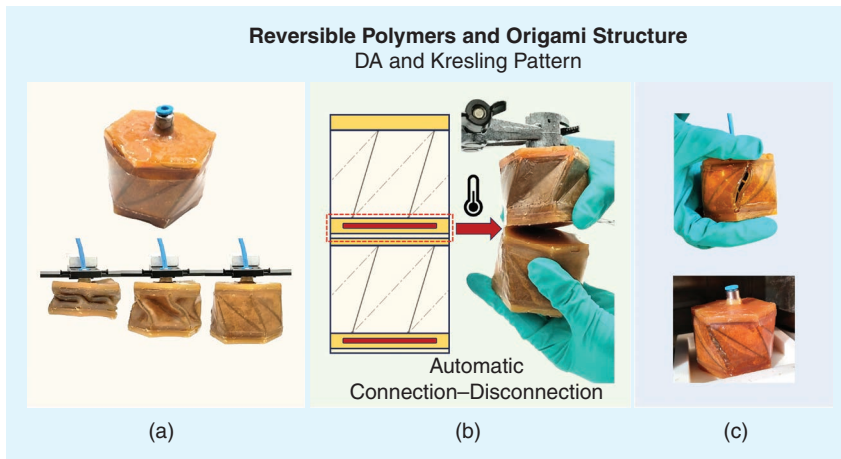 Reversible Polymers and Origami Structure
DA and Kresling Pattern
Automatic
Connection–Disconnection
(a)
(b)
(c)